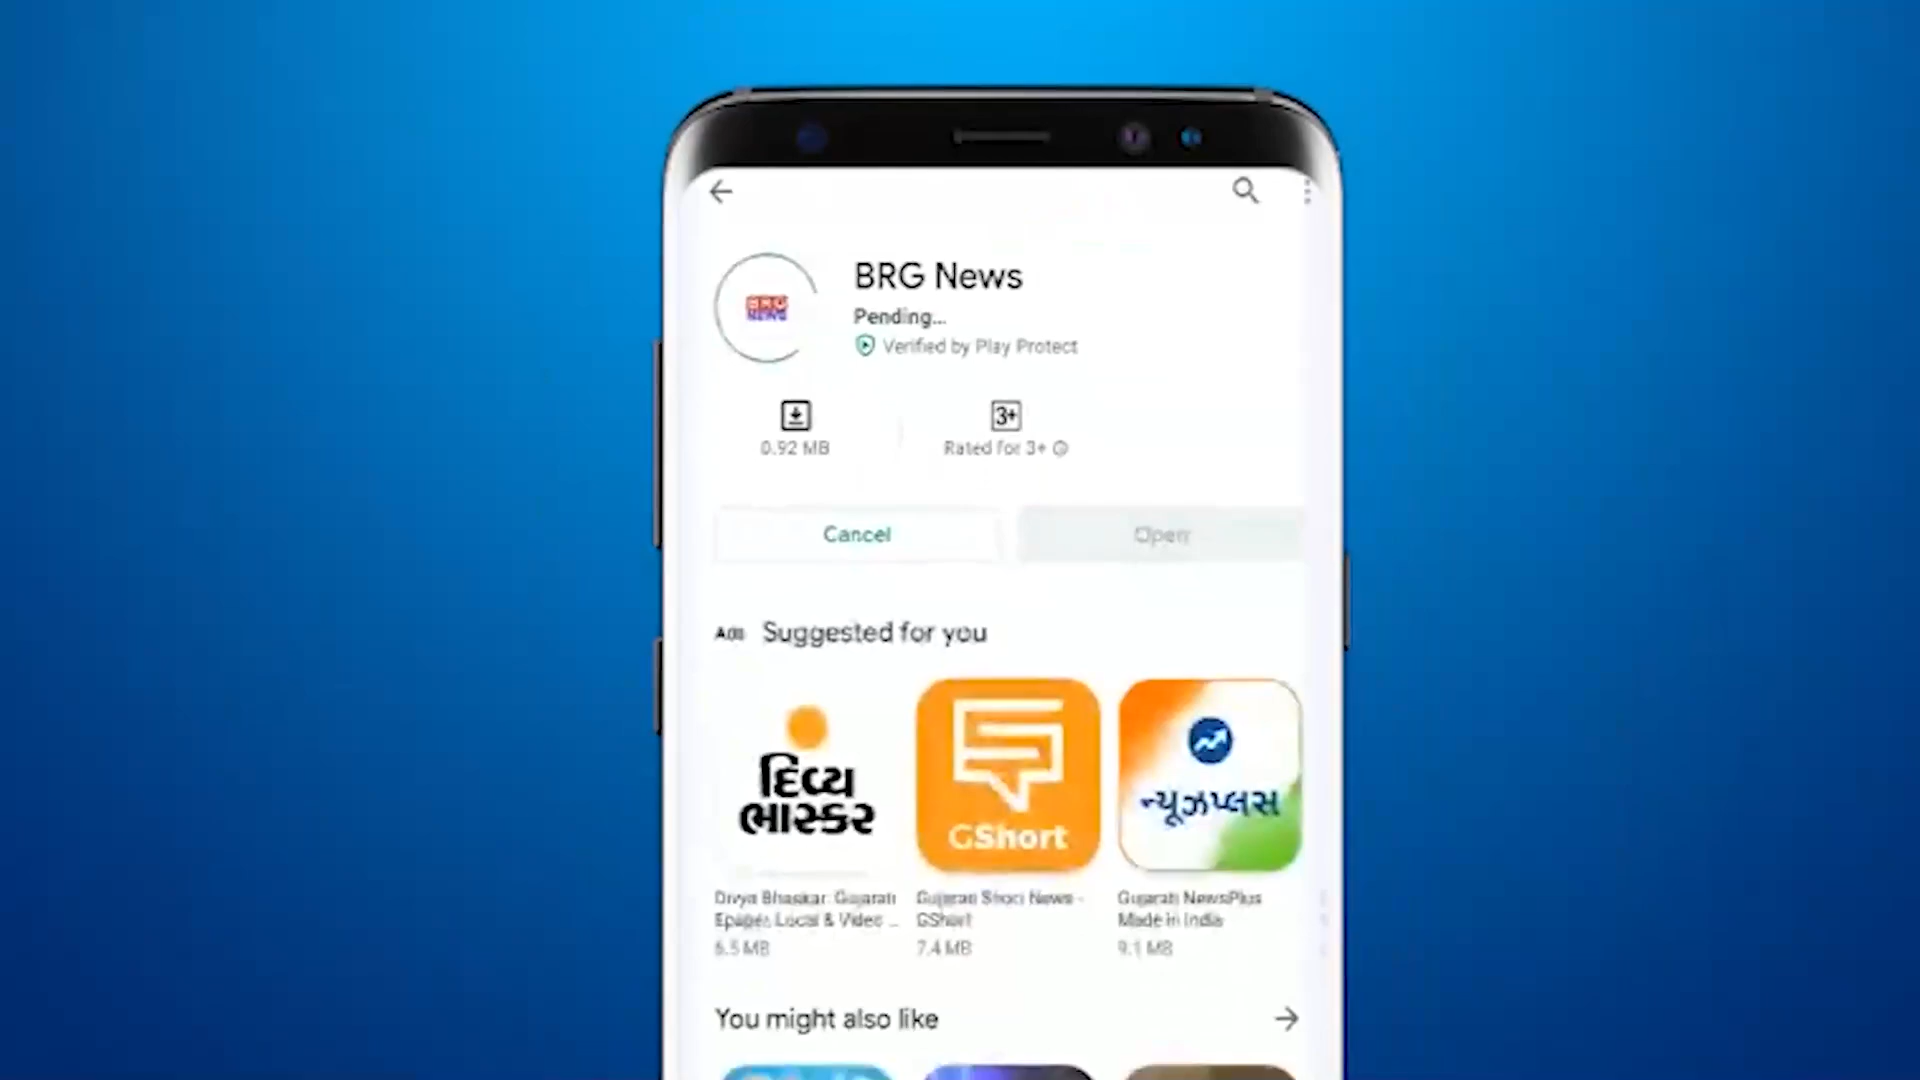 BRG News
BRG
NEWS
Pending...
Verified by Play Protect
3+
0.92 MB
Rated for 3+
Cancel
Open
Ads
Suggested for you
દિવ્ય
ભાસ્કર
GShort
ન્યૂઝપ્લસ
Divya Bhaskar: Gujarati
Epaper, Local & Video ...
6.5 MB
Gujarati Short News -
GShort
7.4 MB
Gujarati NewsPlus
Made in India
9.1 MB
You might also like